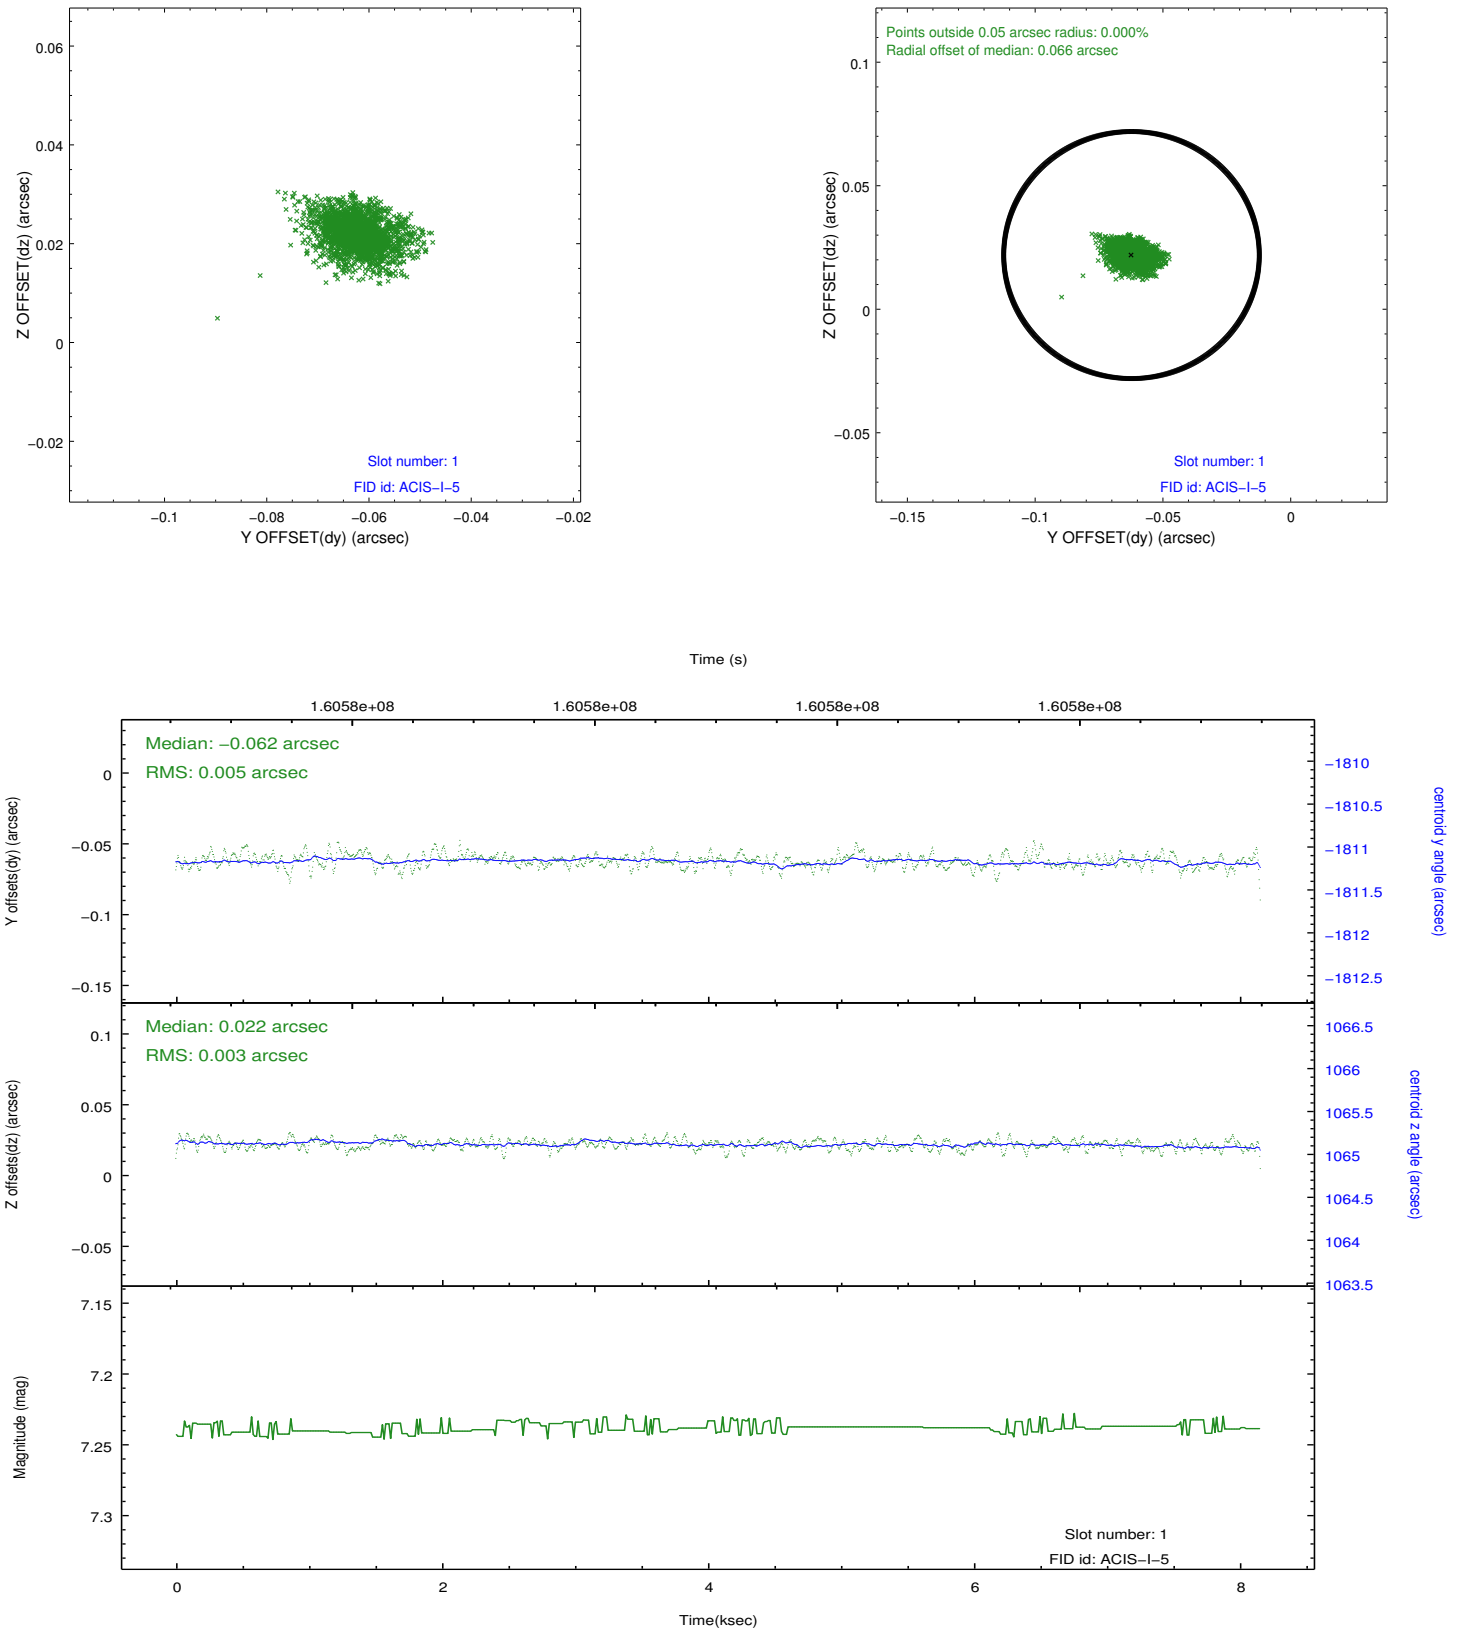 0.06
0.04
0.02
0
−0.02
Z OFFSET(dz) (arcsec)
Slot number: 1
FID id: ACIS−I−5
−0.1 −0.08 −0.06 −0.04 −0.02
Y OFFSET(dy) (arcsec)
Points outside 0.05 arcsec radius: 0.000%
Radial offset of median: 0.066 arcsec
0.1
0.05
0
−0.05
Z OFFSET(dz) (arcsec)
Slot number: 1
FID id: ACIS−I−5
−0.15 −0.1 −0.05 0
Y OFFSET(dy) (arcsec)
Time (s)
1.6058e+08 1.6058e+08 1.6058e+08 1.6058e+08
Median: −0.062 arcsec
RMS: 0.005 arcsec
0
−0.05
−0.1
−0.15
Y offsets(dy) (arcsec)
−1810
−1810.5
−1811
−1811.5
−1812
−1812.5
centroid y angle (arcsec)
Median: 0.022 arcsec
RMS: 0.003 arcsec
0.1
0.05
0
−0.05
Z offsets(dz) (arcsec)
1066.5
1066
1065.5
1065
1064.5
1064
1063.5
centroid z angle (arcsec)
7.15
7.2
7.25
7.3
Magnitude (mag)
Slot number: 1
FID id: ACIS−I−5
0 2 4 6 8
Time(ksec)